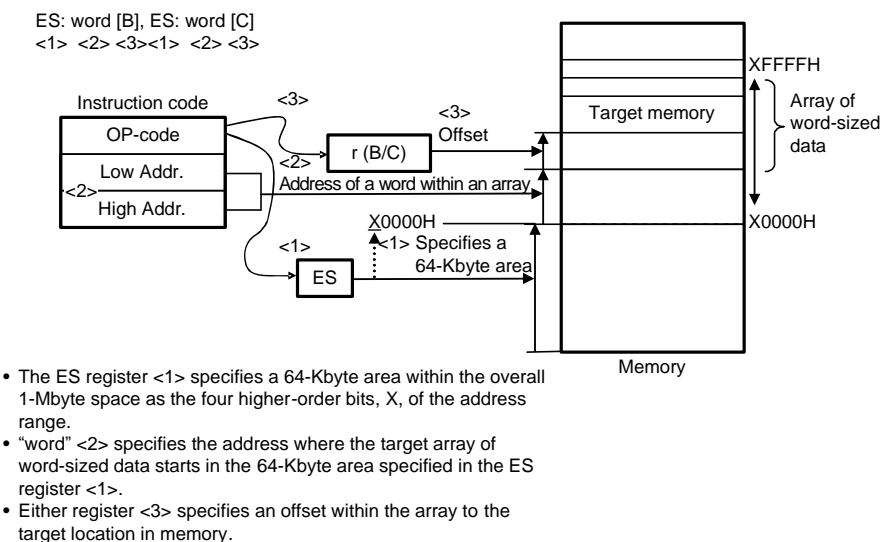 ES: word [B], ES: word [C]
<1> <2> <3><1> <2> <3>
XFFFFH
Instruction code
<3>
<3>
Offset
Target memory
Array of
word-sized
data
OP-code
r (B/C)
<2>
Low Addr.
<2>
Address of a word within an array
High Addr.
X0000H
X0000H
<1>
<1> Specifies a
64-Kbyte area
ES
Memory
• The ES register <1> specifies a 64-Kbyte area within the overall
1-Mbyte space as the four higher-order bits, X, of the address
range.
• “word” <2> specifies the address where the target array of
word-sized data starts in the 64-Kbyte area specified in the ES
register <1>.
• Either register <3> specifies an offset within the array to the
target location in memory.